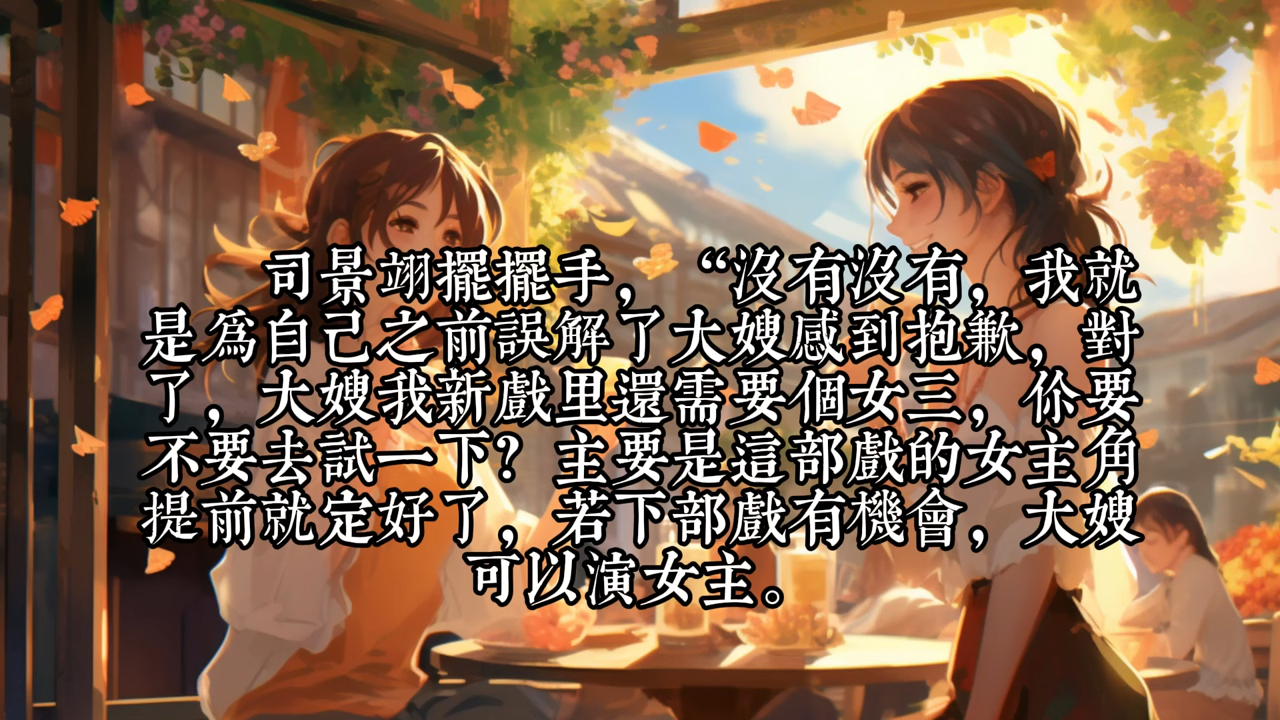 司景翊擺擺手，“沒有沒有，我就
是爲自己之前誤解了大嫂感到抱歉，對
了，大嫂我新戲里還需要個女三，伱要
不要去試一下？主要是這部戲的女主角
提前就定好了，若下部戲有機會，大嫂
可以演女主。